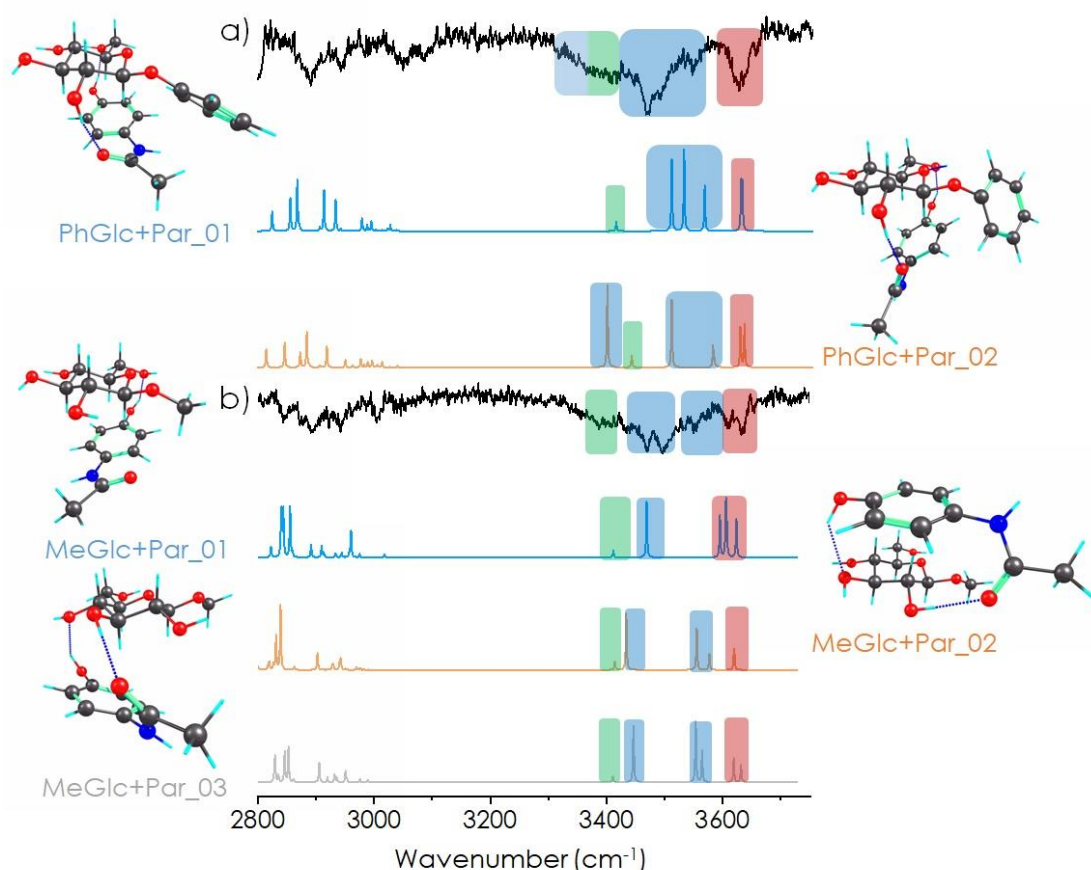 a)
PhGlc+Par_01
PhGlc+Par_02
b)
MeGlc+Par_01
MeGlc+Par_02
MeGlc+Par_03
2800 3000 3200 3400 3600
Wavenumber (cm⁻¹)